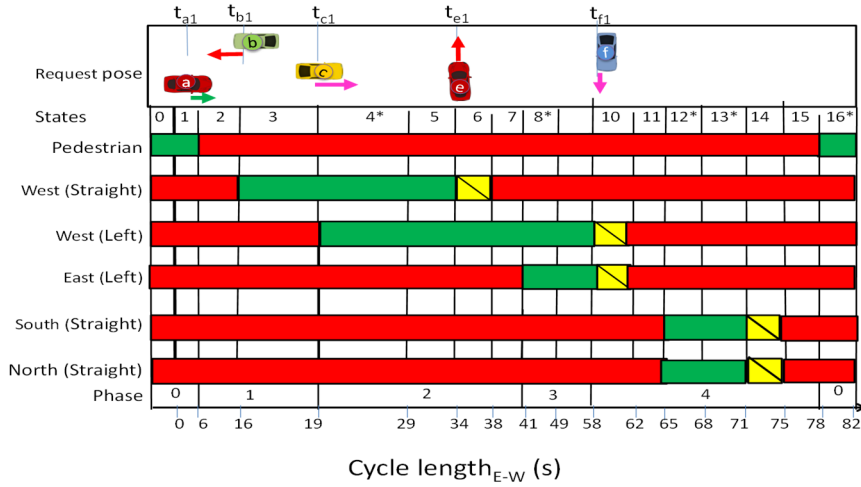 ta1 tb1 tc1 te1 tf1
b
a c e f
Request pose
States 0 1 2 3 4* 5 6 7 8* 10 11 12* 13* 14 15 16*
Pedestrian
West (Straight)
West (Left)
East (Left)
South (Straight)
North (Straight)
Phase 0 1 2 3 4 0
0 6 16 19 29 34 38 41 49 58 62 65 68 71 75 78 82
Cycle lengthE-W (s)